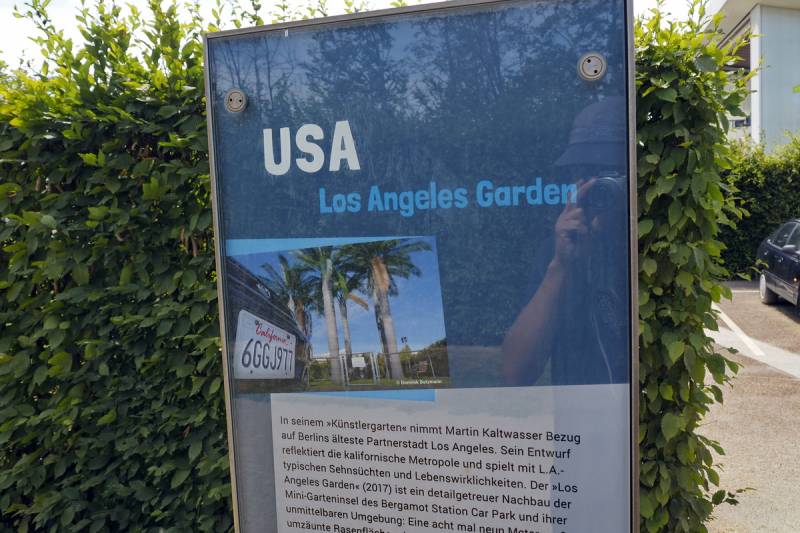 USA
Los Angeles Garden
California
6GGJ977
© Dominik Butzmann
In seinem »Künstlergarten« nimmt Martin Kaltwasser Bezug
auf Berlins älteste Partnerstadt Los Angeles. Sein Entwurf
reflektiert die kalifornische Metropole und spielt mit L.A.-
typischen Sehnsüchten und Lebenswirklichkeiten. Der »Los
Angeles Garden« (2017) ist ein detailgetreuer Nachbau der
Mini-Garteninsel des Bergamot Station Car Park und ihrer
unmittelbaren Umgebung: Eine acht mal neun Meter
umzäunte Rasenfläche